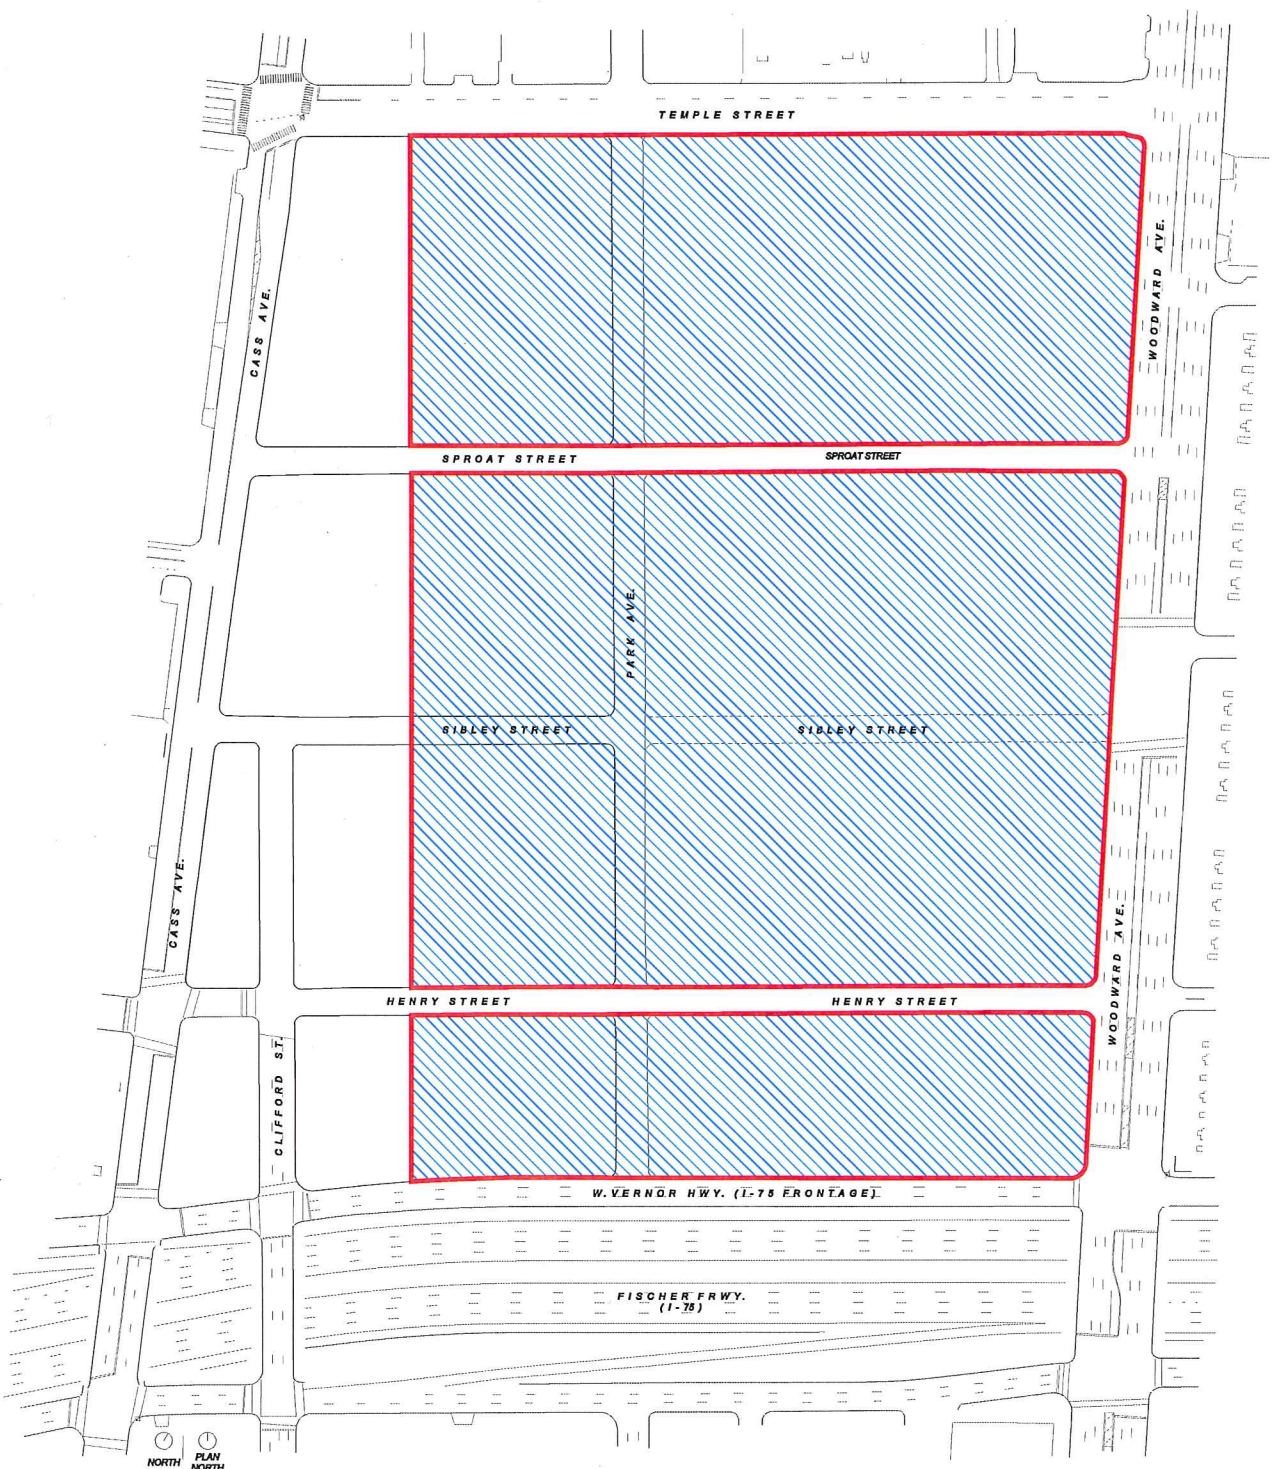 TEMPLE STREET
WOODWARD AVE.
CASS AVE.
SPROAT STREET
SPROAT STREET
PARK AVE.
SIBLEY STREET
SIBLEY STREET
CASS AVE.
WOODWARD AVE.
HENRY STREET
HENRY STREET
CLIFFORD ST.
W. VERNOR HWY. (I-75 FRONTAGE)
FISCHER FRWY.
(I-75)
NORTH
PLAN
NORTH